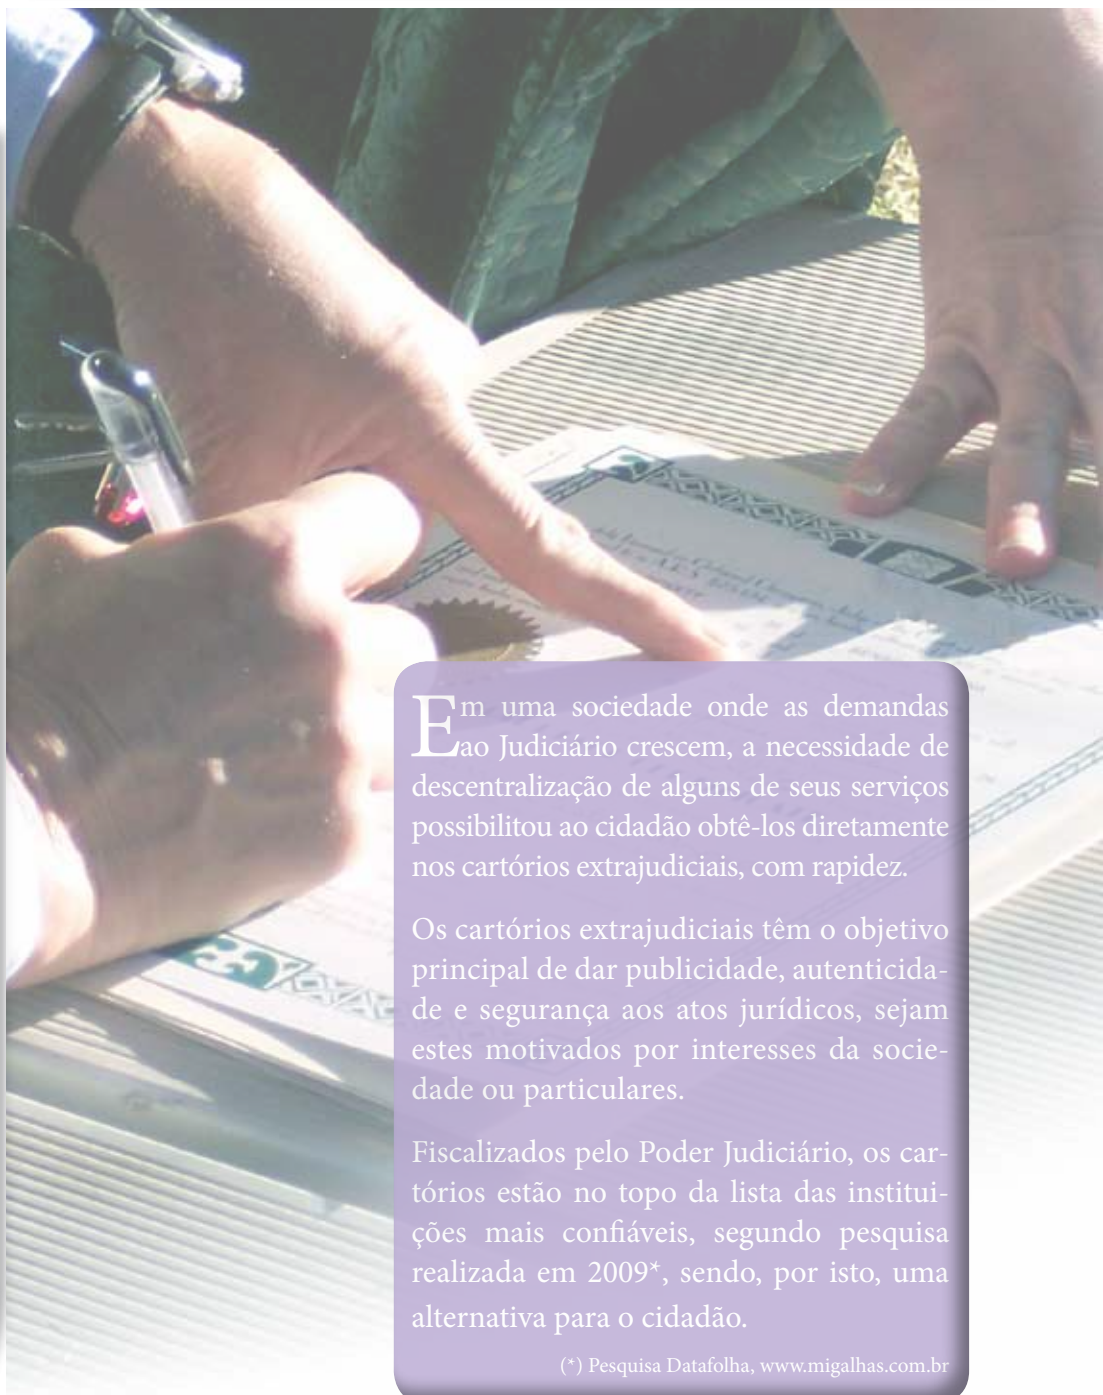 Em uma sociedade onde as demandas
ao Judiciário crescem, a necessidade de
descentralização de alguns de seus serviços
possibilitou ao cidadão obtê-los diretamente
nos cartórios extrajudiciais, com rapidez.
Os cartórios extrajudiciais têm o objetivo
principal de dar publicidade, autenticida-
de e segurança aos atos jurídicos, sejam
estes motivados por interesses da socie-
dade ou particulares.
Fiscalizados pelo Poder Judiciário, os car-
tórios estão no topo da lista das institui-
ções mais confiáveis, segundo pesquisa
realizada em 2009*, sendo, por isto, uma
alternativa para o cidadão.
(*) Pesquisa Datafolha, www.migalhas.com.br